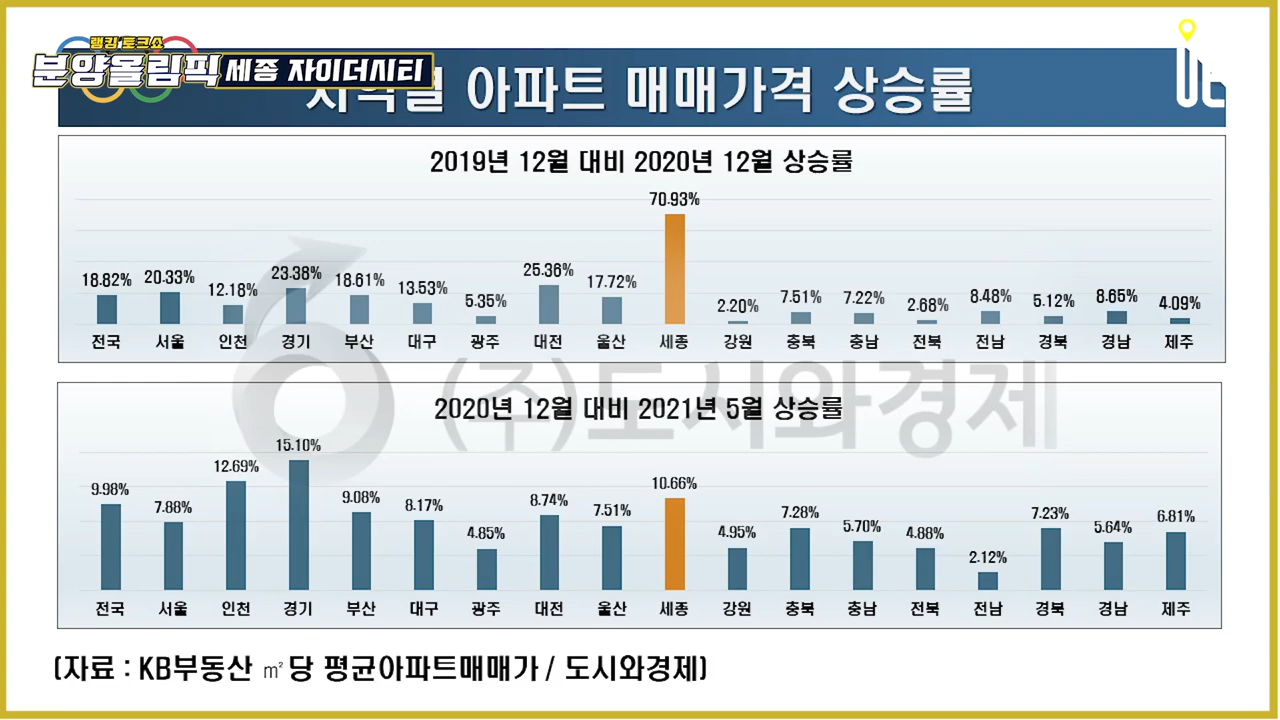 랭킹 토크쇼
분양올림픽 세종 자이더시티
아파트 매매가격 상승률
2019년 12월 대비 2020년 12월 상승률
18.82% 20.33% 12.18% 23.38% 18.61% 13.53% 5.35% 25.36% 17.72% 70.93% 2.20% 7.51% 7.22% 2.68% 8.48% 5.12% 8.65% 4.09%
전국 서울 인천 경기 부산 대구 광주 대전 울산 세종 강원 충북 충남 전북 전남 경북 경남 제주
(주)도시와경제
2020년 12월 대비 2021년 5월 상승률
9.98% 7.88% 12.69% 15.10% 9.08% 8.17% 4.85% 8.74% 7.51% 10.66% 4.95% 7.28% 5.70% 4.88% 2.12% 7.23% 5.64% 6.81%
전국 서울 인천 경기 부산 대구 광주 대전 울산 세종 강원 충북 충남 전북 전남 경북 경남 제주
(자료 : KB부동산 ㎡당 평균아파트매매가 / 도시와경제)